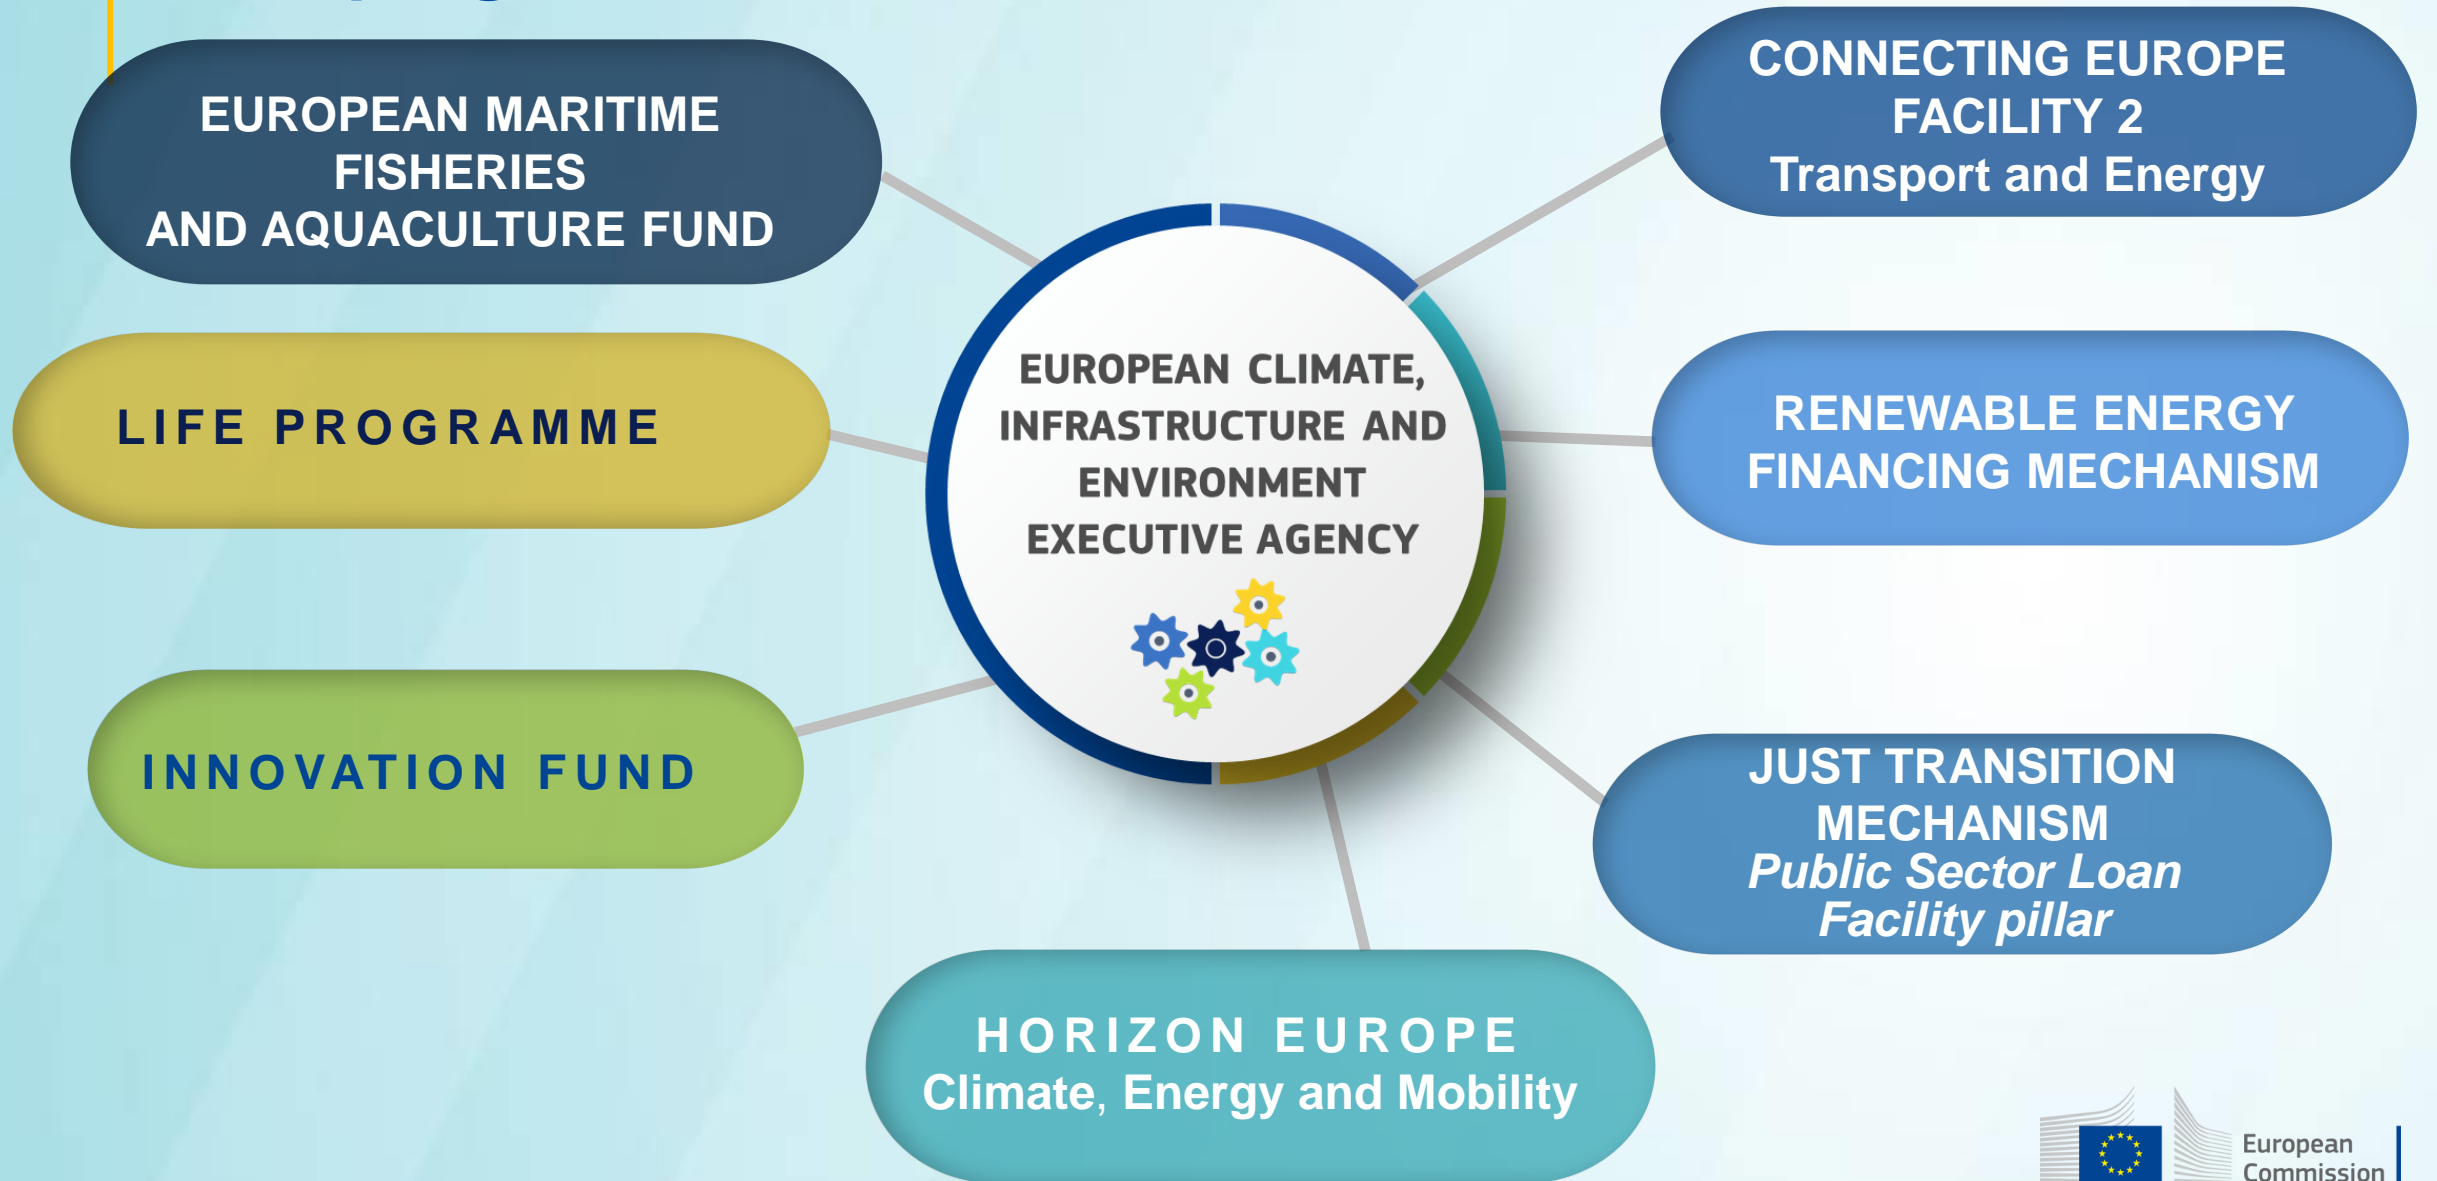 EUROPEAN MARITIME
FISHERIES
AND AQUACULTURE FUND
CONNECTING EUROPE
FACILITY 2
Transport and Energy
LIFE PROGRAMME
EUROPEAN CLIMATE,
INFRASTRUCTURE AND
ENVIRONMENT
EXECUTIVE AGENCY
RENEWABLE ENERGY
FINANCING MECHANISM
INNOVATION FUND
JUST TRANSITION
MECHANISM
Public Sector Loan
Facility pillar
HORIZON EUROPE
Climate, Energy and Mobility
European
Commission